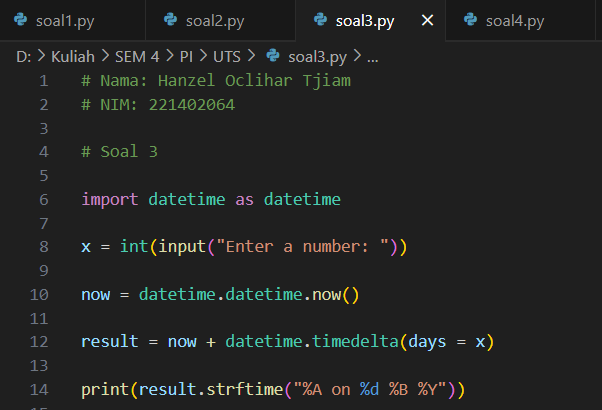 soal1.py soal2.py soal3.py × soal4.py
D: > Kuliah > SEM 4 > PI > UTS > soal3.py > ...
1 # Nama: Hanzel Oclihar Tjiam
2 # NIM: 221402064
3
4 # Soal 3
5
6 import datetime as datetime
7
8 x = int(input("Enter a number: "))
9
10 now = datetime.datetime.now()
11
12 result = now + datetime.timedelta(days = x)
13
14 print(result.strftime("%A on %d %B %Y"))